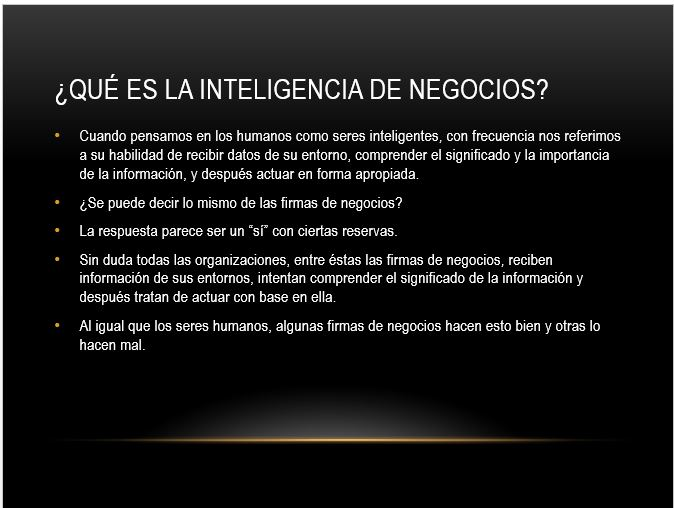 ¿QUÉ ES LA INTELIGENCIA DE NEGOCIOS?
• Cuando pensamos en los humanos como seres inteligentes, con frecuencia nos referimos
a su habilidad de recibir datos de su entorno, comprender el significado y la importancia
de la información, y después actuar en forma apropiada.
• ¿Se puede decir lo mismo de las firmas de negocios?
• La respuesta parece ser un “sí” con ciertas reservas.
• Sin duda todas las organizaciones, entre éstas las firmas de negocios, reciben
información de sus entornos, intentan comprender el significado de la información y
después tratan de actuar con base en ella.
• Al igual que los seres humanos, algunas firmas de negocios hacen esto bien y otras lo
hacen mal.